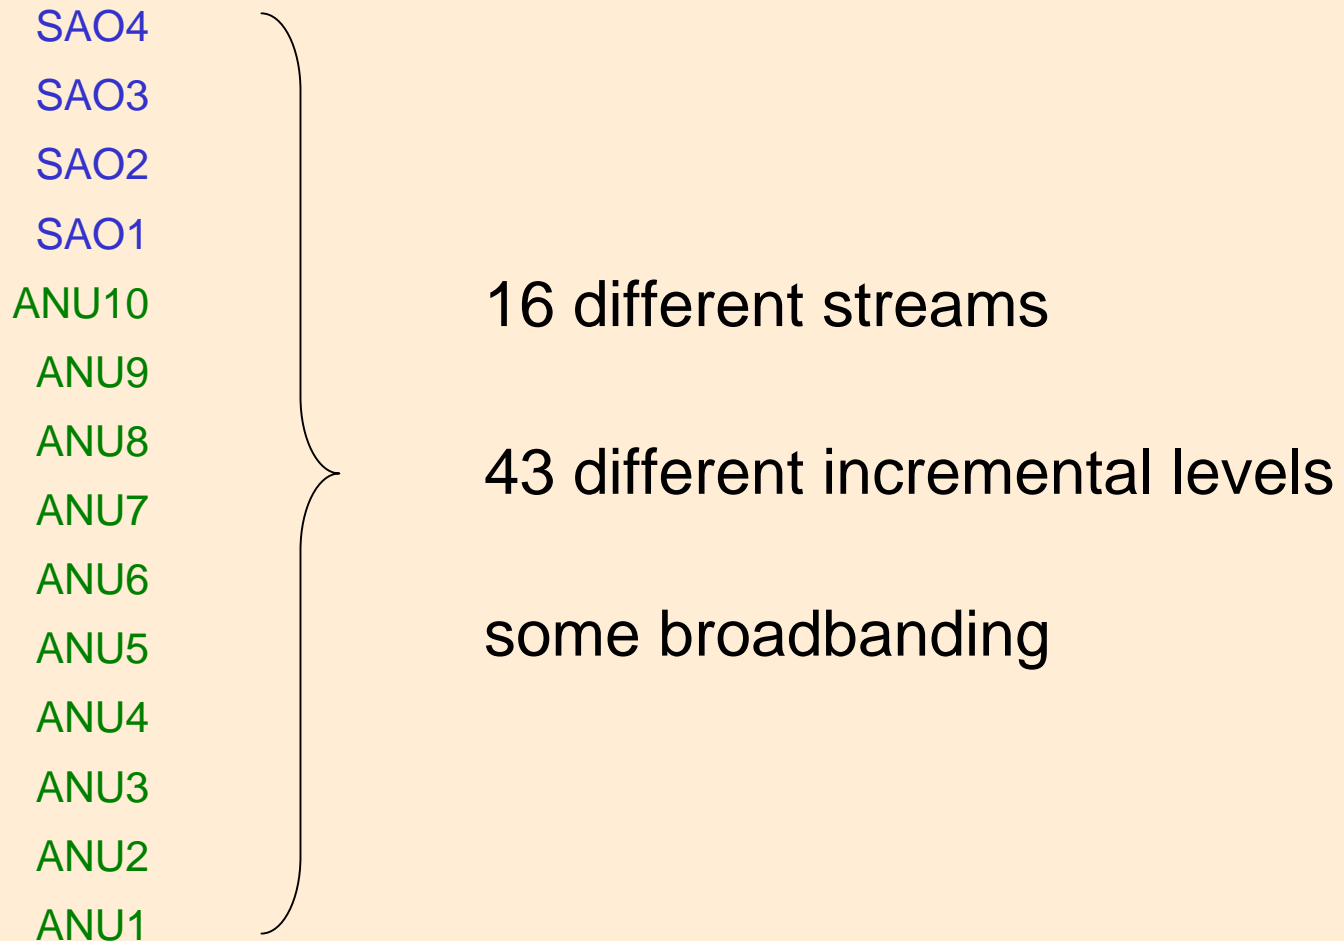 SAO4
SAO3
SAO2
SAO1
ANU10
ANU9
ANU8
ANU7
ANU6
ANU5
ANU4
ANU3
ANU2
ANU1
16 different streams
43 different incremental levels
some broadbanding